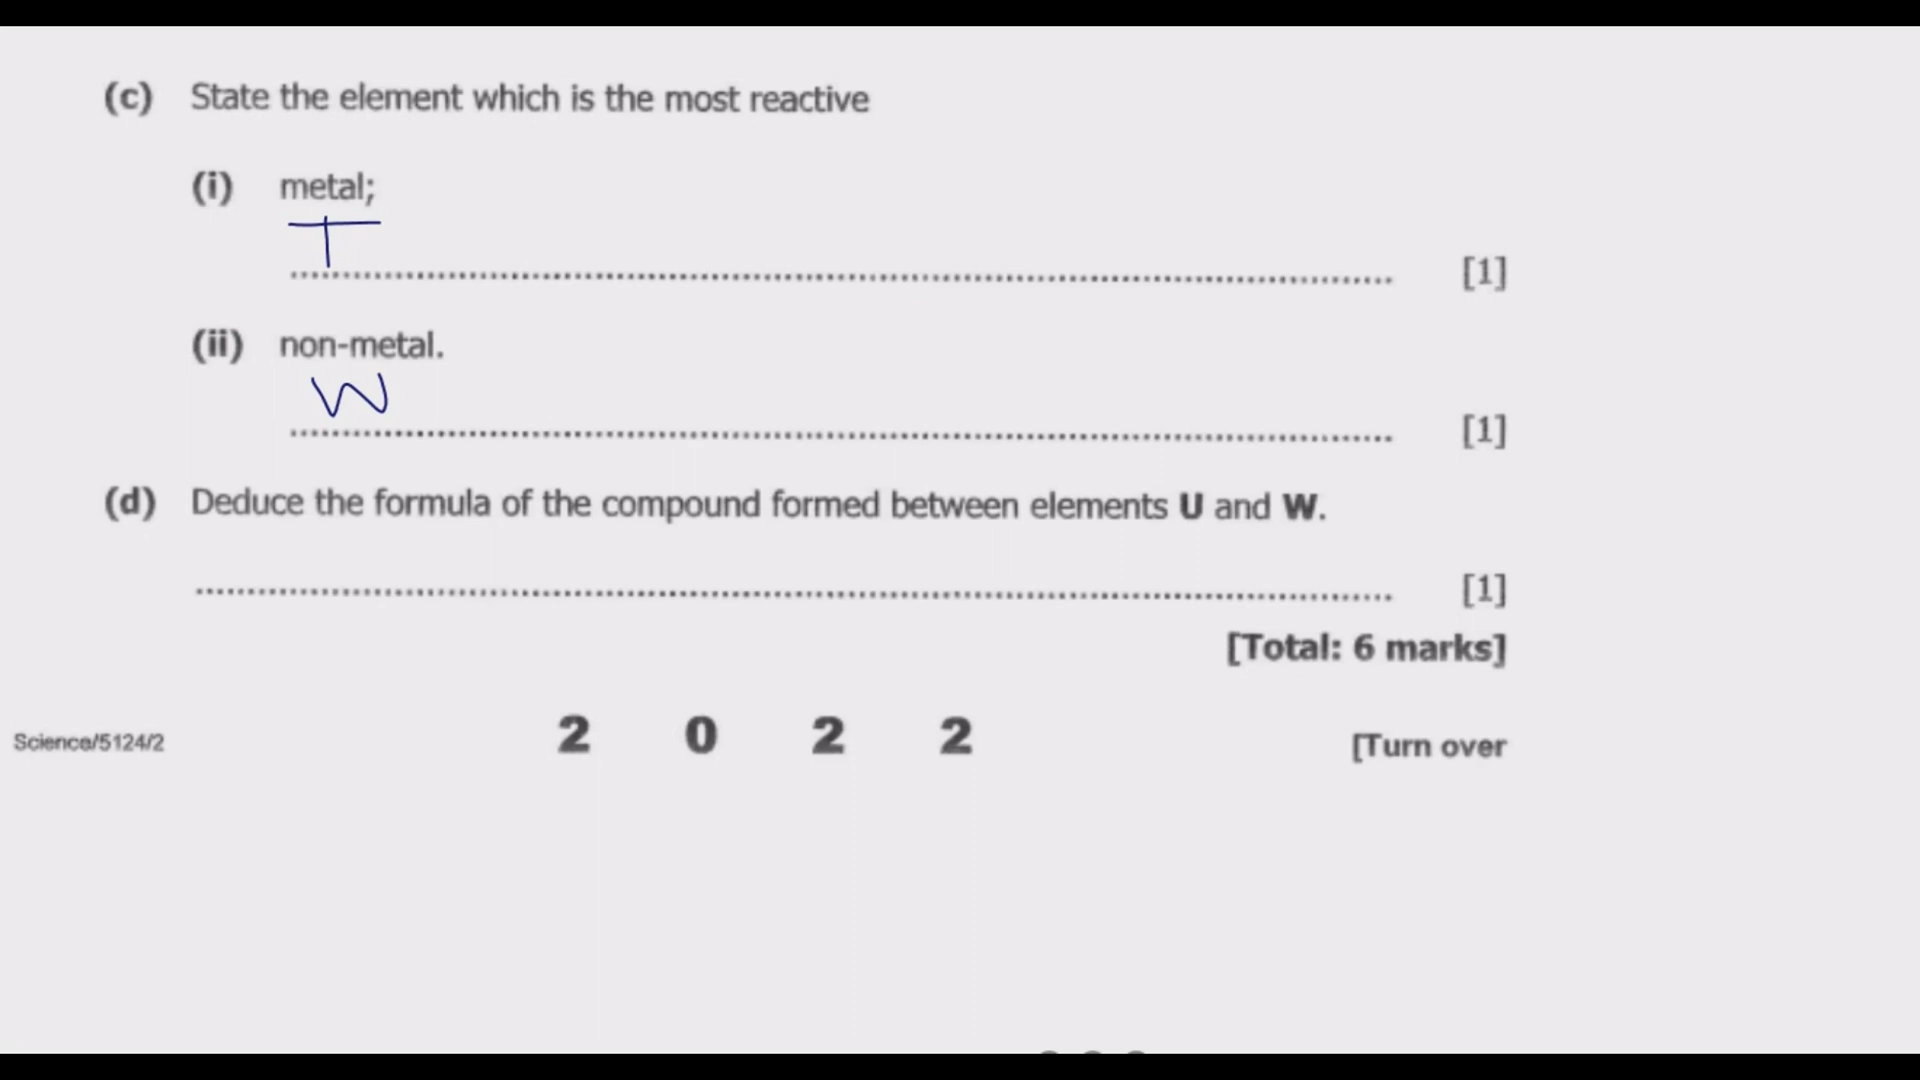 (c) State the element which is the most reactive
(i) metal;
T
[1]
(ii) non-metal.
W
[1]
(d) Deduce the formula of the compound formed between elements U and W.
[1]
[Total: 6 marks]
Science/5124/2 2 0 2 2 [Turn over